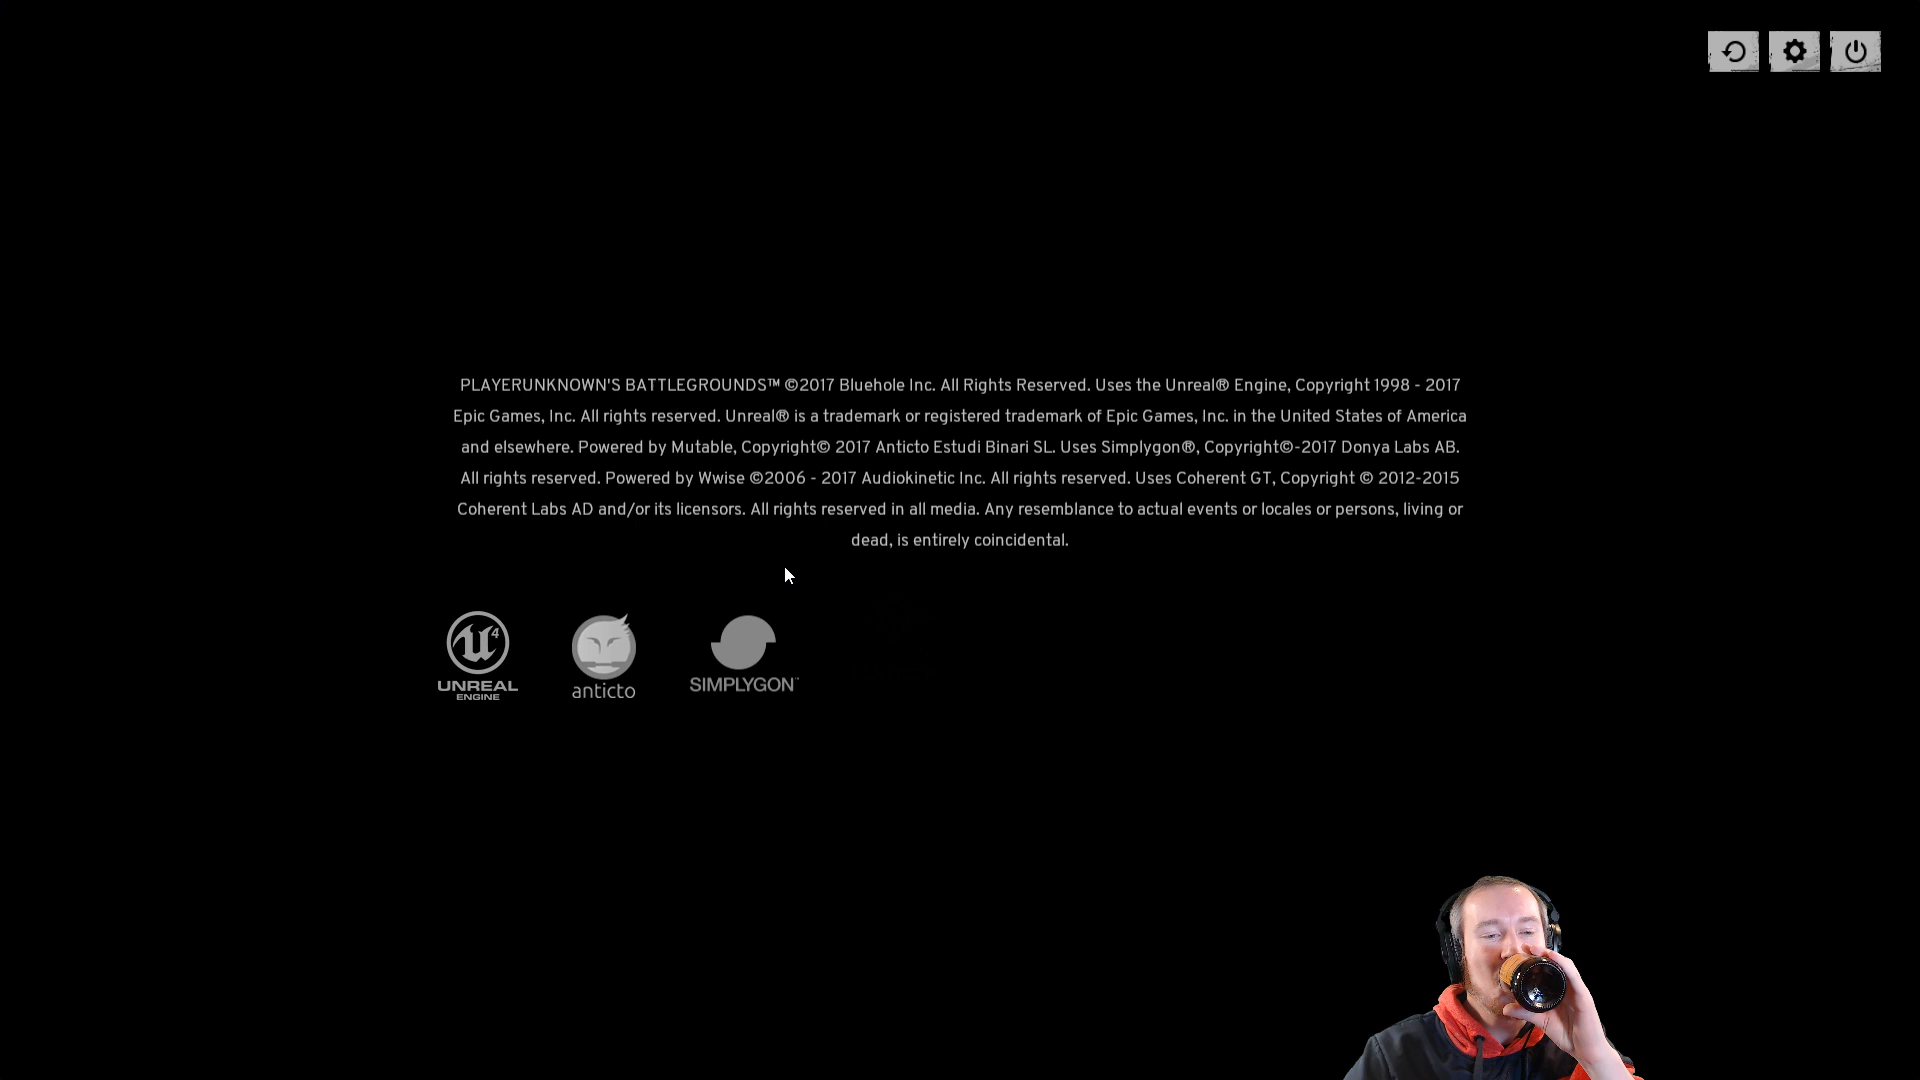 PLAYERUNKNOWN'S BATTLEGROUNDS™ ©2017 Bluehole Inc. All Rights Reserved. Uses the Unreal® Engine, Copyright 1998 - 2017
Epic Games, Inc. All rights reserved. Unreal® is a trademark or registered trademark of Epic Games, Inc. in the United States of America
and elsewhere. Powered by Mutable, Copyright© 2017 Anticto Estudi Binari SL. Uses Simplygon®, Copyright©-2017 Donya Labs AB.
All rights reserved. Powered by Wwise ©2006 - 2017 Audiokinetic Inc. All rights reserved. Uses Coherent GT, Copyright © 2012-2015
Coherent Labs AD and/or its licensors. All rights reserved in all media. Any resemblance to actual events or locales or persons, living or
dead, is entirely coincidental.
U 4
UNREAL
ENGINE
anticto
SIMPLYGON™